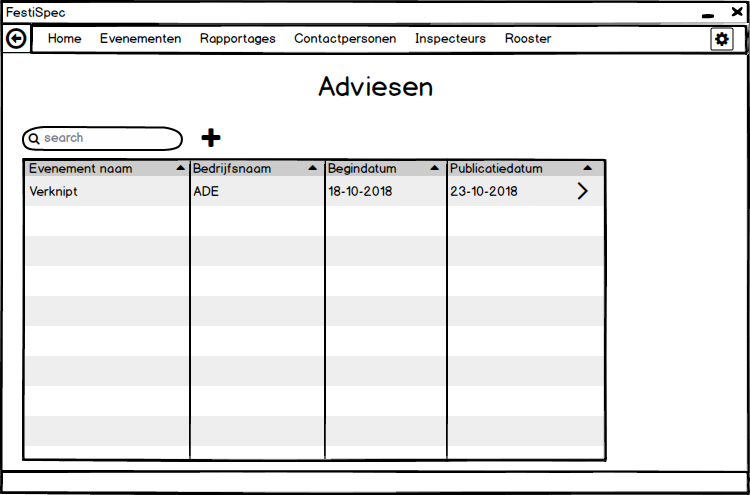 FestiSpec
Home Evenementen Rapportages Contactpersonen Inspecteurs Rooster
Adviesen
search
Evenement naam Bedrijfsnaam Begindatum Publicatiedatum
Verknipt ADE 18-10-2018 23-10-2018